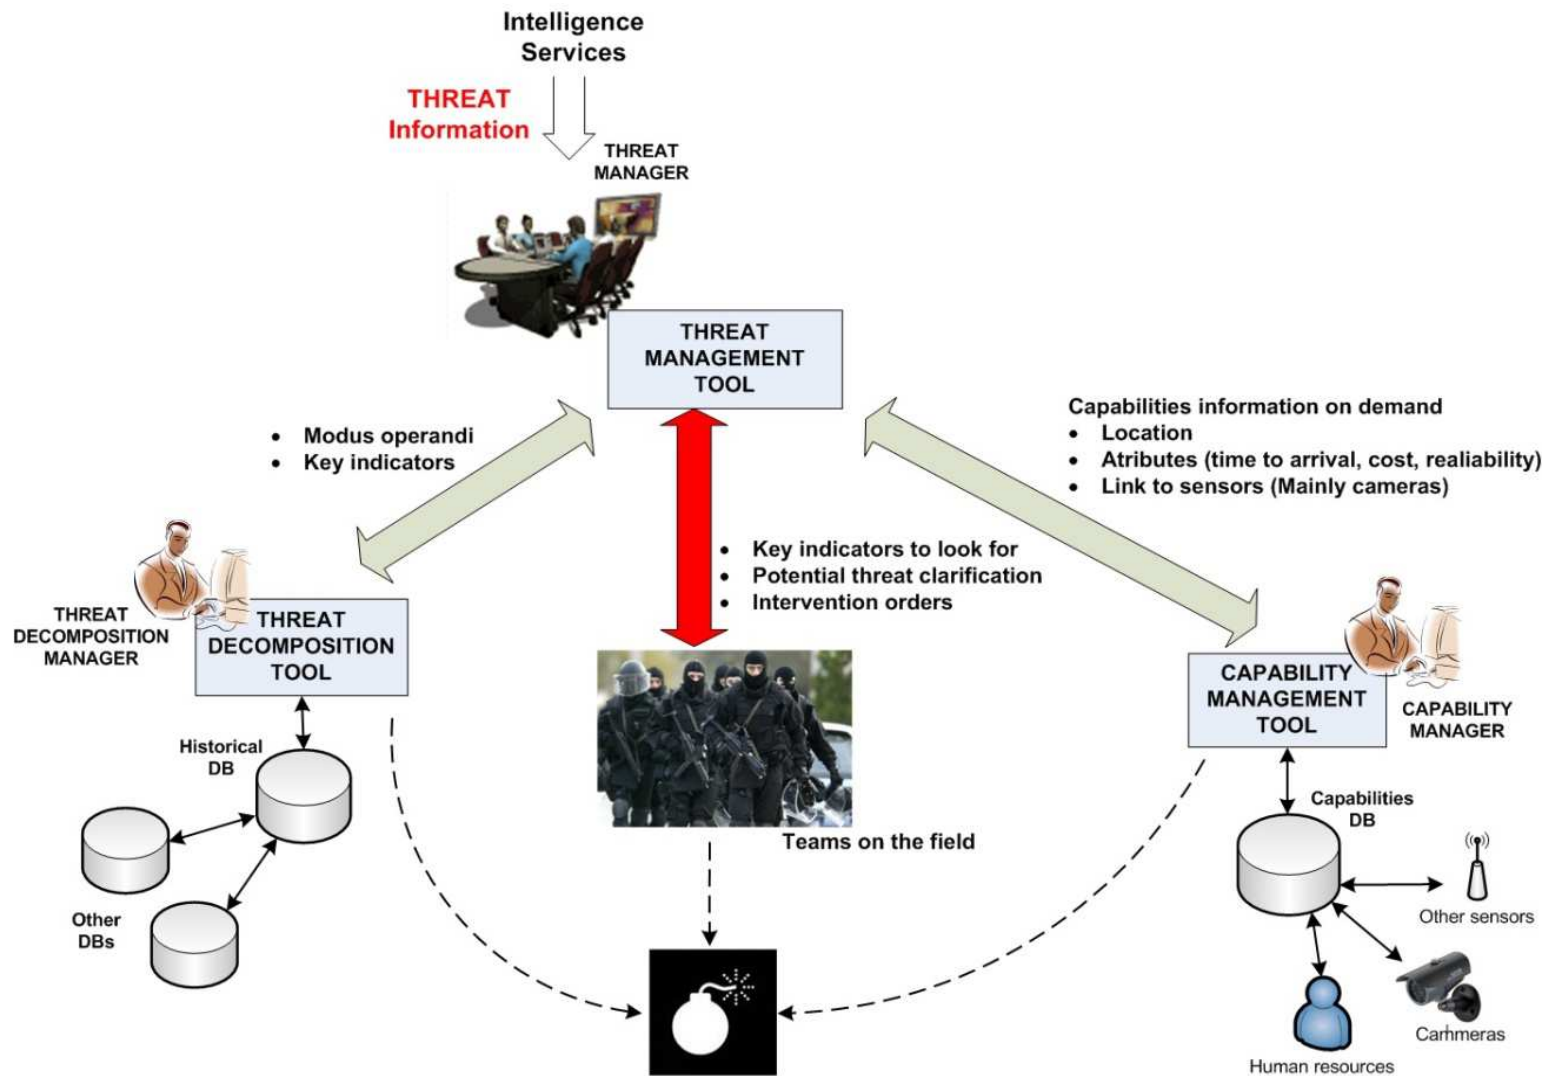 Intelligence
Services
THREAT
Information
THREAT
MANAGER
THREAT
MANAGEMENT
TOOL
• Modus operandi
• Key indicators
Capabilities information on demand
• Location
• Atributes (time to arrival, cost, realiability)
• Link to sensors (Mainly cameras)
• Key indicators to look for
• Potential threat clarification
• Intervention orders
THREAT
DECOMPOSITION
MANAGER
THREAT
DECOMPOSITION
TOOL
CAPABILITY
MANAGEMENT
TOOL
CAPABILITY
MANAGER
Historical
DB
Other
DBs
Teams on the field
Capabilities
DB
Other sensors
Carhmeras
Human resources